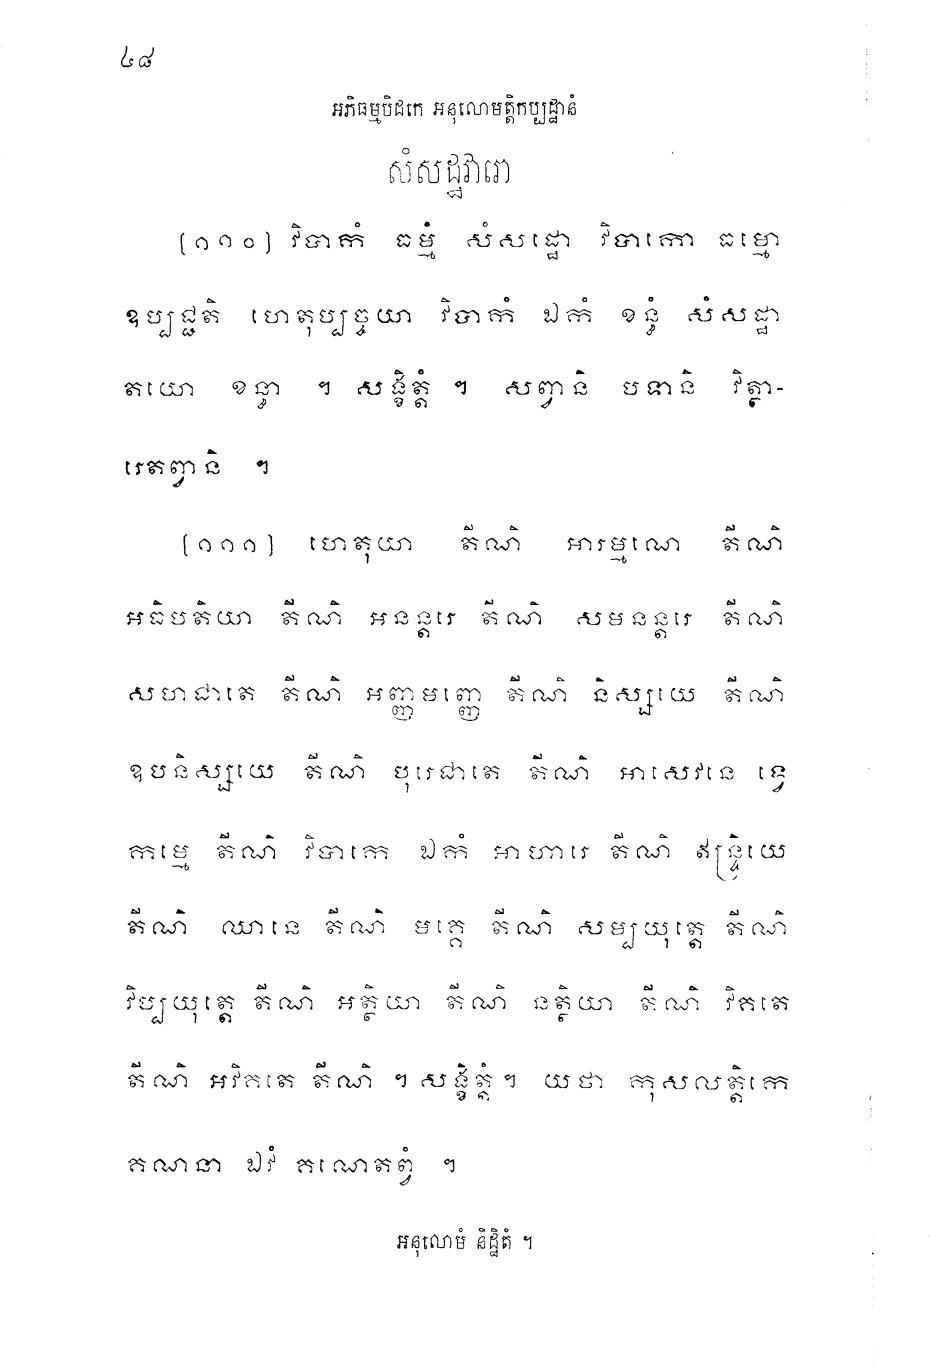 ៤៨
អភិធម្មបិដកេ អនុលោមត្តិកប្បដ្ឋានំ
សំសដ្ឋវារោ
(១១០) វិបាកំ ធម្មំ សំសដ្ឋោ វិបាកោ ធម្មោ
ឧប្បជ្ជតិ ហេតុប្បច្ចយា វិបាកំ ឯកំ ខន្ធំ សំសដ្ឋា
តយោ ខន្ធា ។ សង្ខិត្តំ ។ សព្វានិ បទានិ វិត្ថា-
រេតព្វានិ ។
(១១១) ហេតុយា តីណិ អារម្មណេ តីណិ
អធិបតិយា តីណិ អនន្តរេ តីណិ សមនន្តរេ តីណិ
សហជាតេ តីណិ អញ្ញមញ្ញេ តីណិ និស្សយេ តីណិ
ឧបនិស្សយេ តីណិ បុរេជាតេ តីណិ អាសេវនេ ទ្វេ
កម្មេ តីណិ វិបាកេ ឯកំ អាហារេ តីណិ ឥន្ទ្រិយេ
តីណិ ឈានេ តីណិ មគ្គេ តីណិ សម្បយុត្តេ តីណិ
វិប្បយុត្តេ តីណិ អត្ថិយា តីណិ នត្ថិយា តីណិ វិគតេ
តីណិ អវិគតេ តីណិ ។ សង្ខិត្តំ ។ យថា កុសលត្តិកេ
គណនា ឯវំ គណេតព្វំ ។
អនុលោមំ និដ្ឋិតំ ។